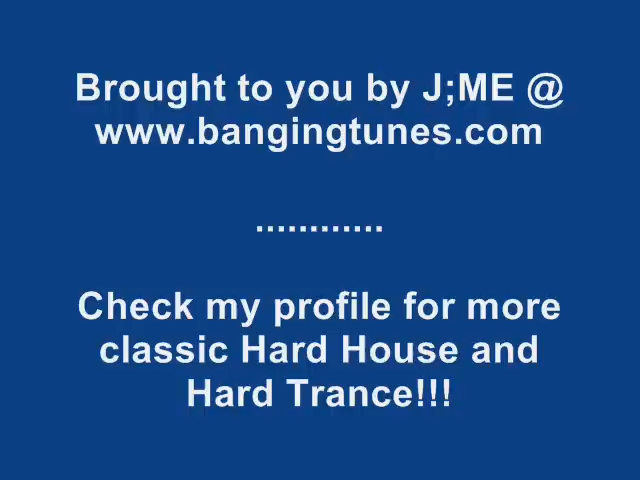 Brought to you by J;ME @
www.bangingtunes.com
............
Check my profile for more
classic Hard House and
Hard Trance!!!